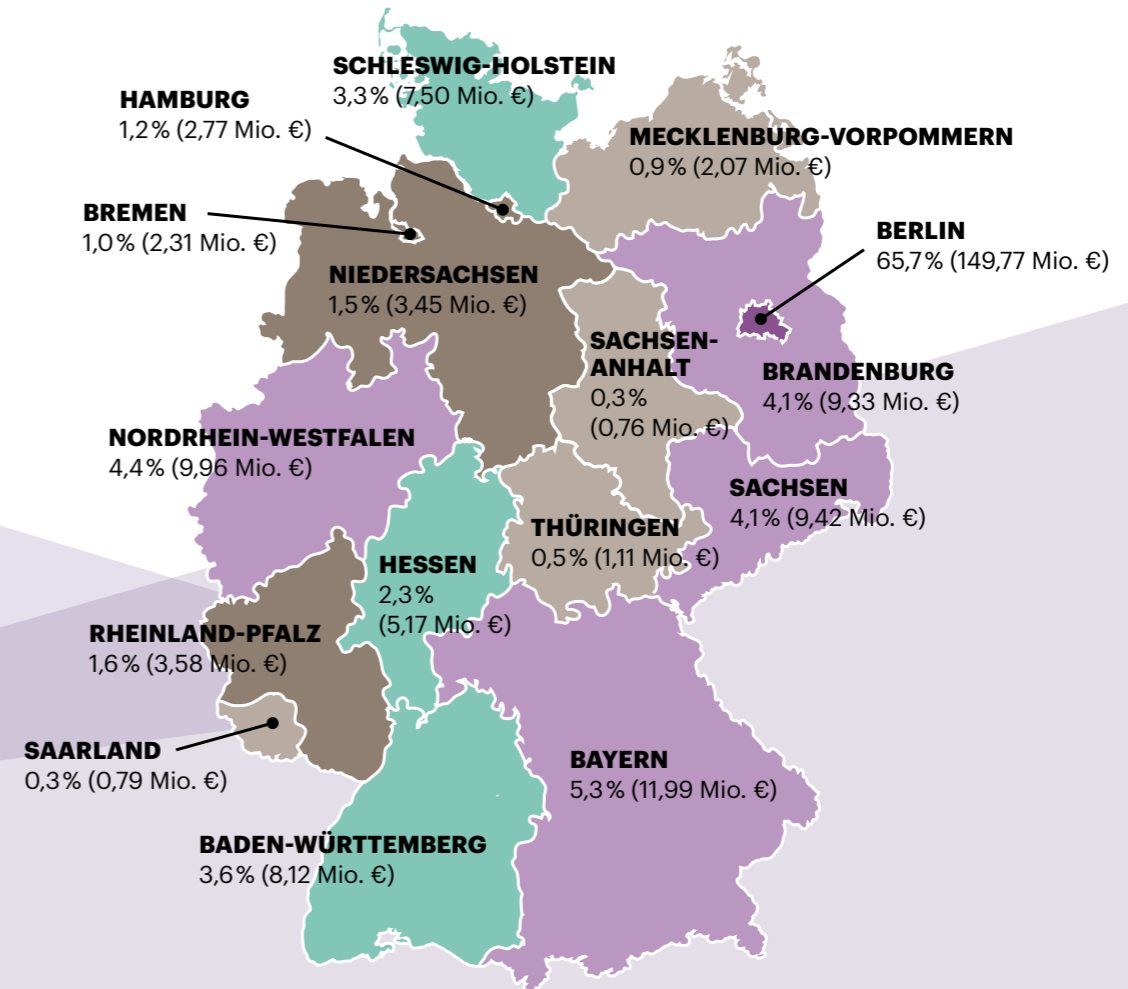 SCHLESWIG-HOLSTEIN
3,3 % (7,50 Mio. €)
HAMBURG
1,2 % (2,77 Mio. €)
MECKLENBURG-VORPOMMERN
0,9 % (2,07 Mio. €)
BREMEN
1,0 % (2,31 Mio. €)
BERLIN
65,7 % (149,77 Mio. €)
NIEDERSACHSEN
1,5 % (3,45 Mio. €)
SACHSEN-
ANHALT
0,3 %
(0,76 Mio. €)
BRANDENBURG
4,1 % (9,33 Mio. €)
NORDRHEIN-WESTFALEN
4,4 % (9,96 Mio. €)
SACHSEN
4,1 % (9,42 Mio. €)
THÜRINGEN
0,5 % (1,11 Mio. €)
HESSEN
2,3 %
(5,17 Mio. €)
RHEINLAND-PFALZ
1,6 % (3,58 Mio. €)
SAARLAND
0,3 % (0,79 Mio. €)
BAYERN
5,3 % (11,99 Mio. €)
BADEN-WÜRTTEMBERG
3,6 % (8,12 Mio. €)